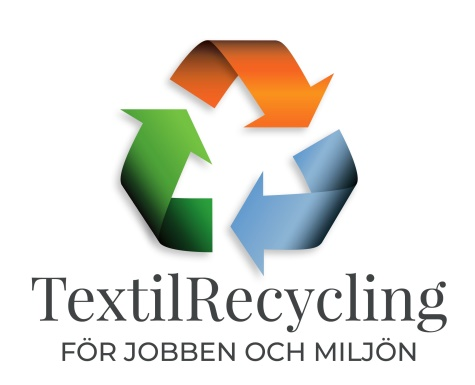 TextilRecycling
FÖR JOBBEN OCH MILJÖN